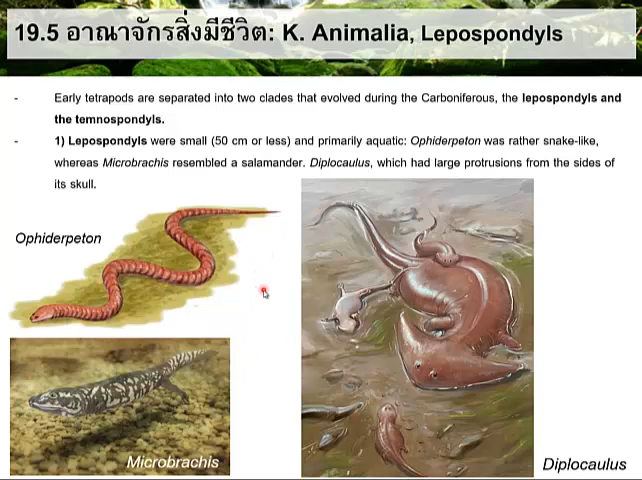 19.5 อาณาจักรสิ่งมีชีวิต: K. Animalia, Lepospondyls
- Early tetrapods are separated into two clades that evolved during the Carboniferous, the lepospondyls and
the temnospondyls.
- 1) Lepospondyls were small (50 cm or less) and primarily aquatic: Ophiderpeton was rather snake-like,
whereas Microbrachis resembled a salamander. Diplocaulus, which had large protrusions from the sides of
its skull.
Ophiderpeton
Microbrachis
Diplocaulus